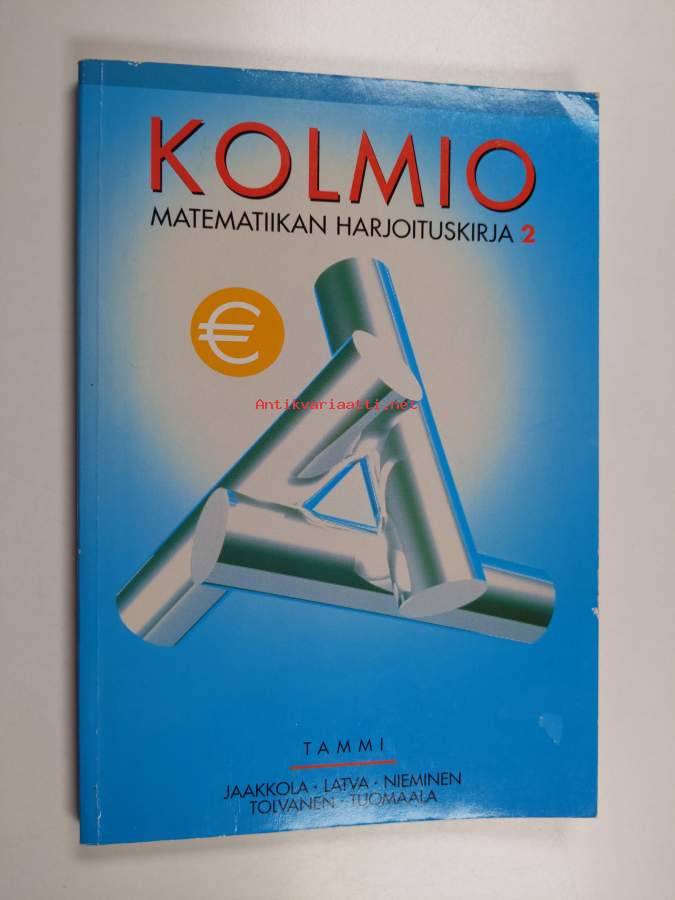 KOLMIO
MATEMATIIKAN HARJOITUSKIRJA 2
€
Antikvariaatti.net
TAMMI
JAAKKOLA · LATVA · NIEMINEN
TOLVANEN · TUOMAALA